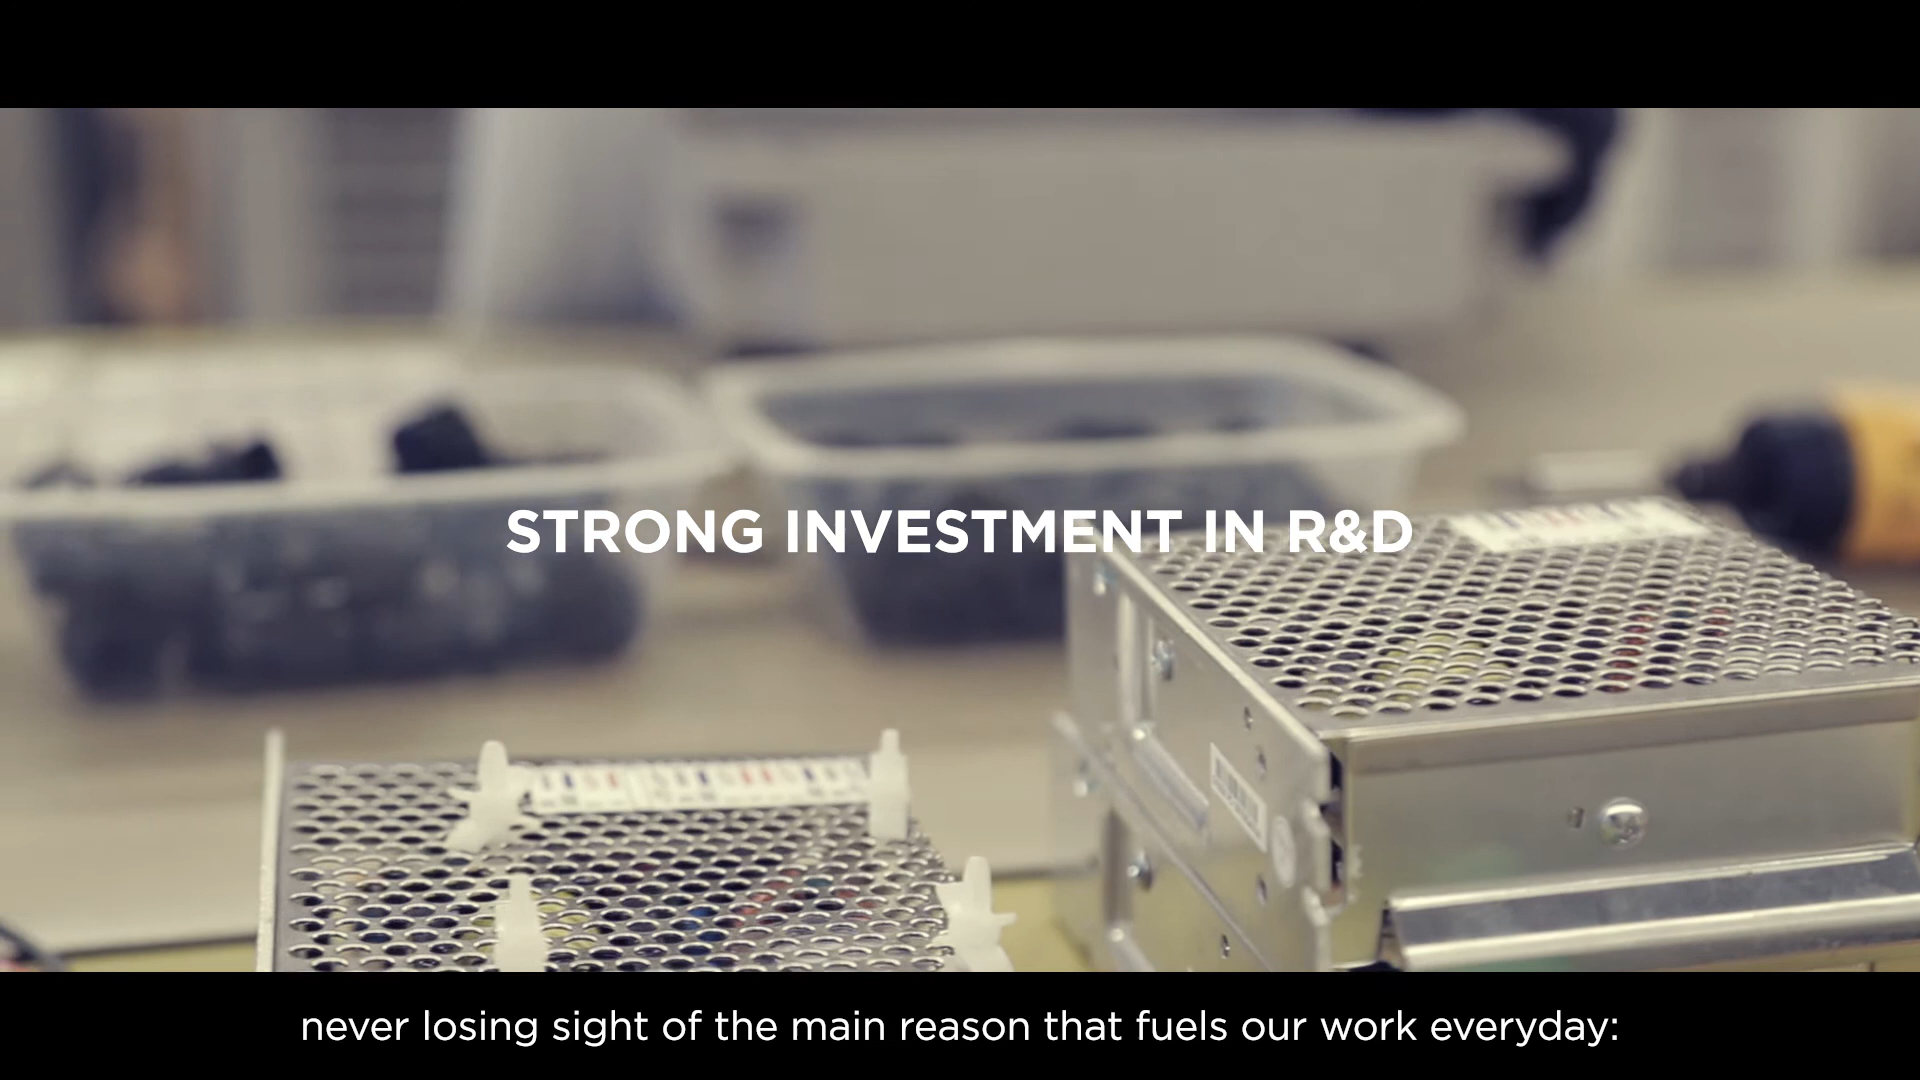 STRONG INVESTMENT IN R&D
never losing sight of the main reason that fuels our work everyday: